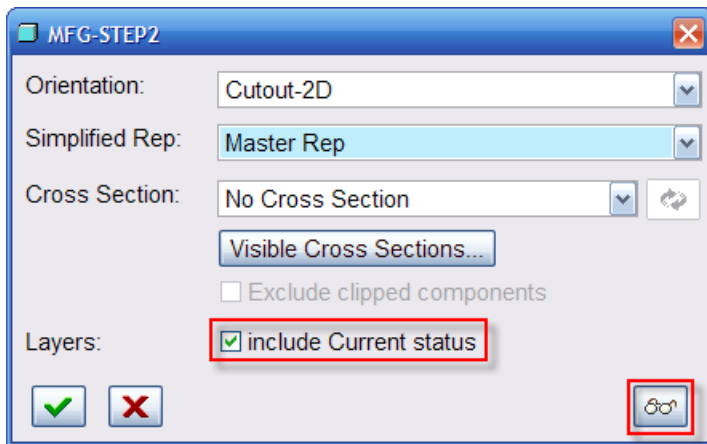 MFG-STEP2
Orientation: Cutout-2D
Simplified Rep: Master Rep
Cross Section: No Cross Section
Visible Cross Sections...
Exclude clipped components
Layers: include Current status